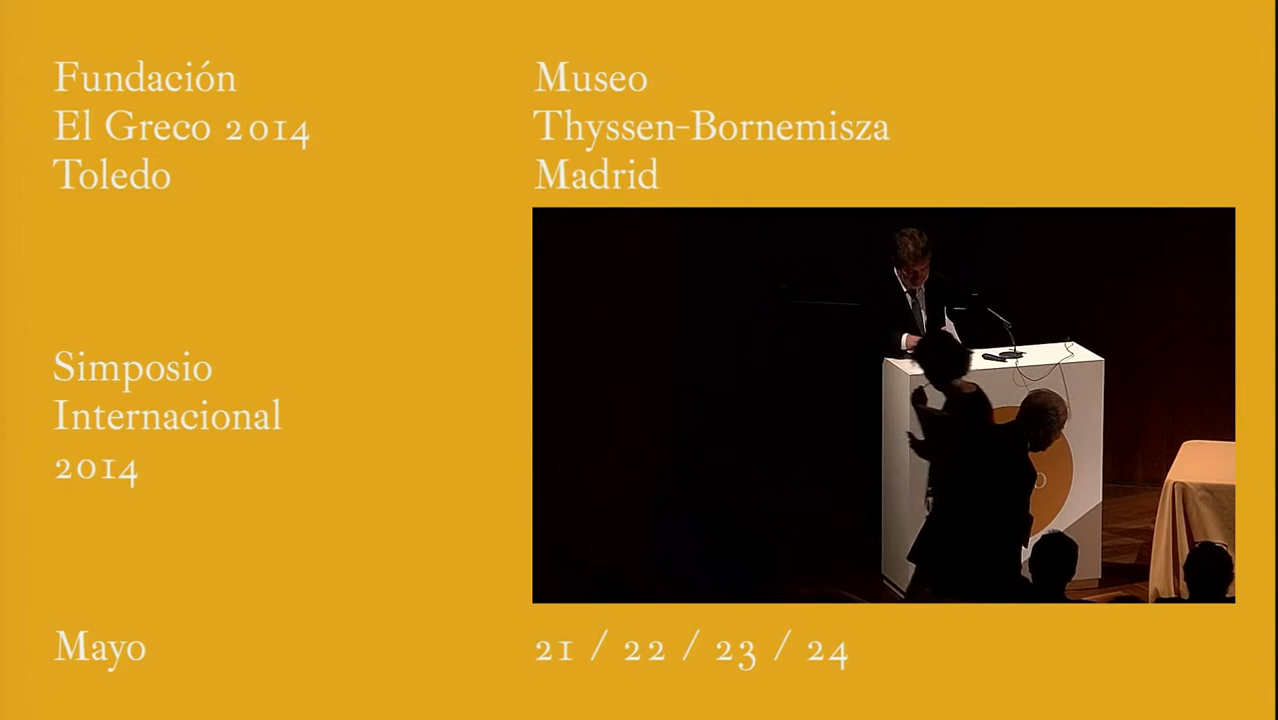 Fundación
El Greco 2014
Toledo
Museo
Thyssen-Bornemisza
Madrid
Simposio
Internacional
2014
Mayo
21 / 22 / 23 / 24